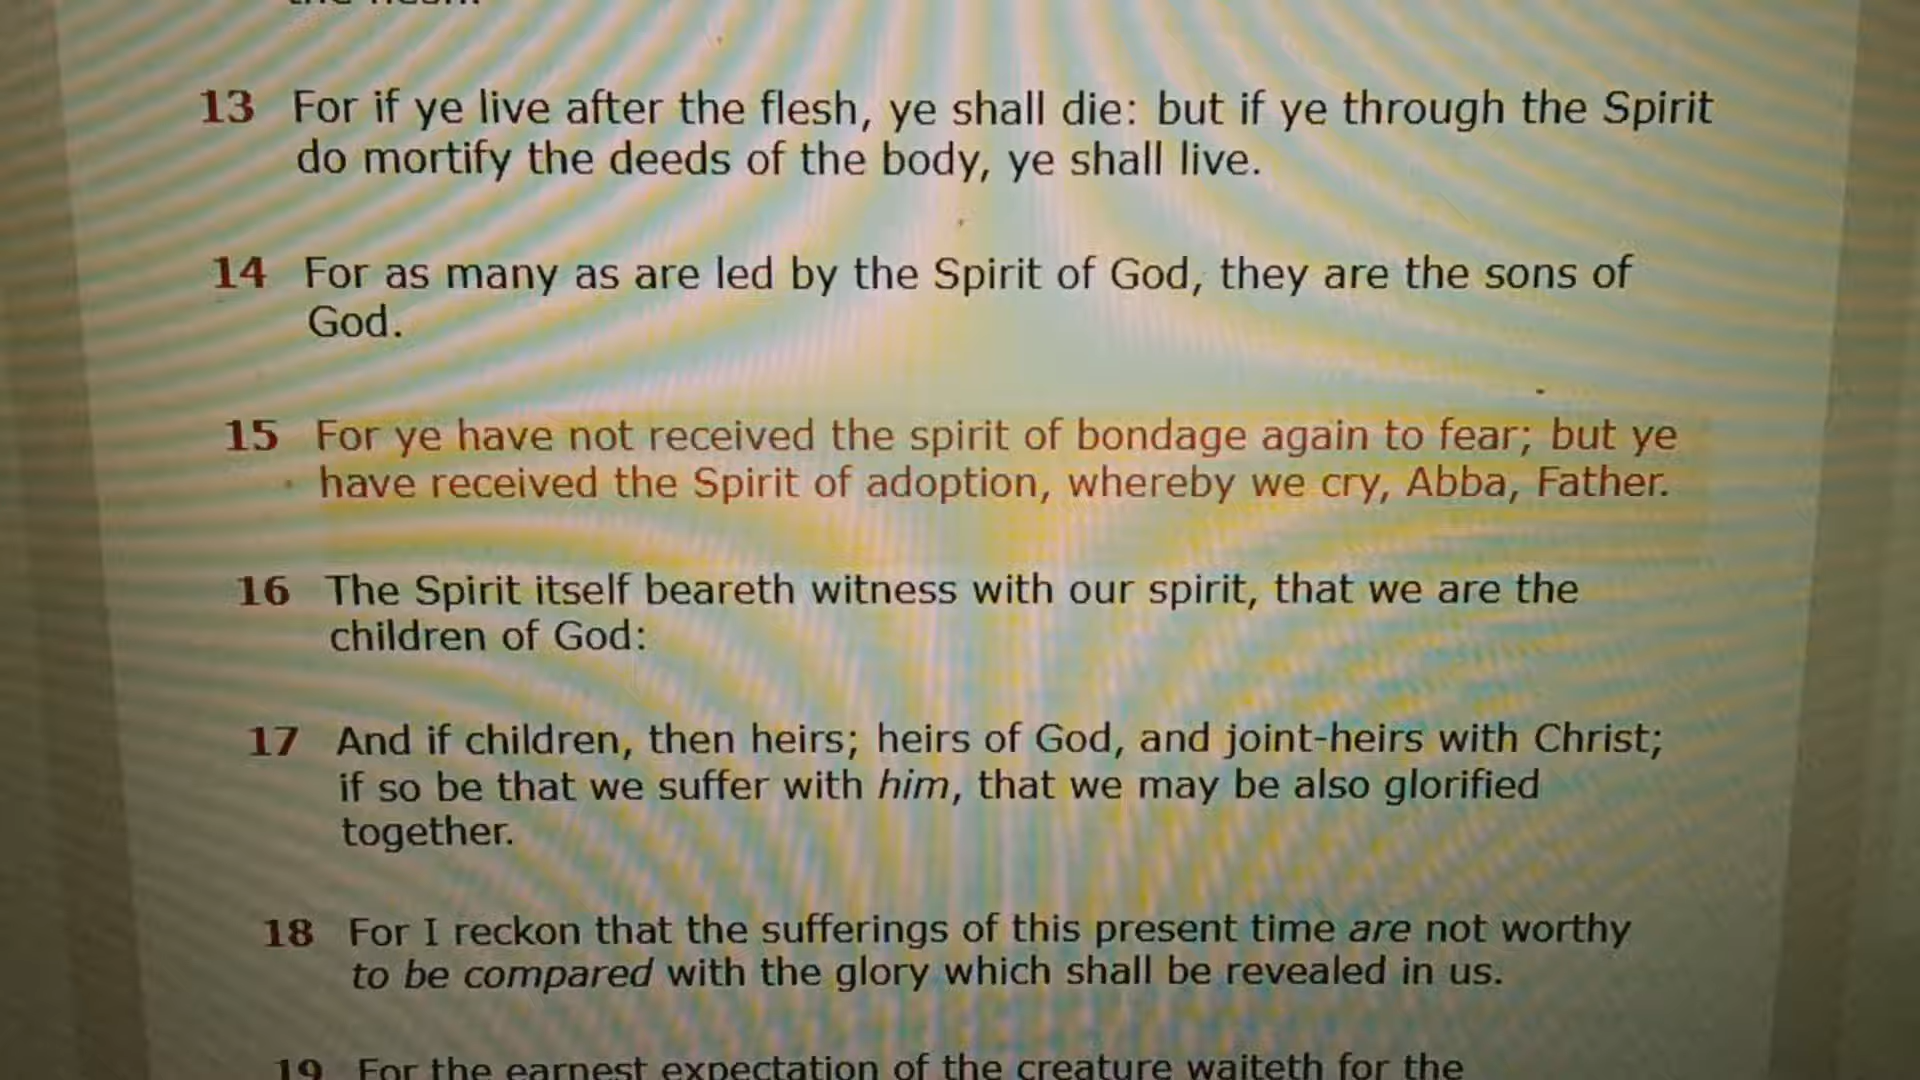 13 For if ye live after the flesh, ye shall die: but if ye through the Spirit
do mortify the deeds of the body, ye shall live.
14 For as many as are led by the Spirit of God, they are the sons of
God.
15 For ye have not received the spirit of bondage again to fear; but ye
have received the Spirit of adoption, whereby we cry, Abba, Father.
16 The Spirit itself beareth witness with our spirit, that we are the
children of God:
17 And if children, then heirs; heirs of God, and joint-heirs with Christ;
if so be that we suffer with him, that we may be also glorified
together.
18 For I reckon that the sufferings of this present time are not worthy
to be compared with the glory which shall be revealed in us.
19 For the earnest expectation of the creature waiteth for the